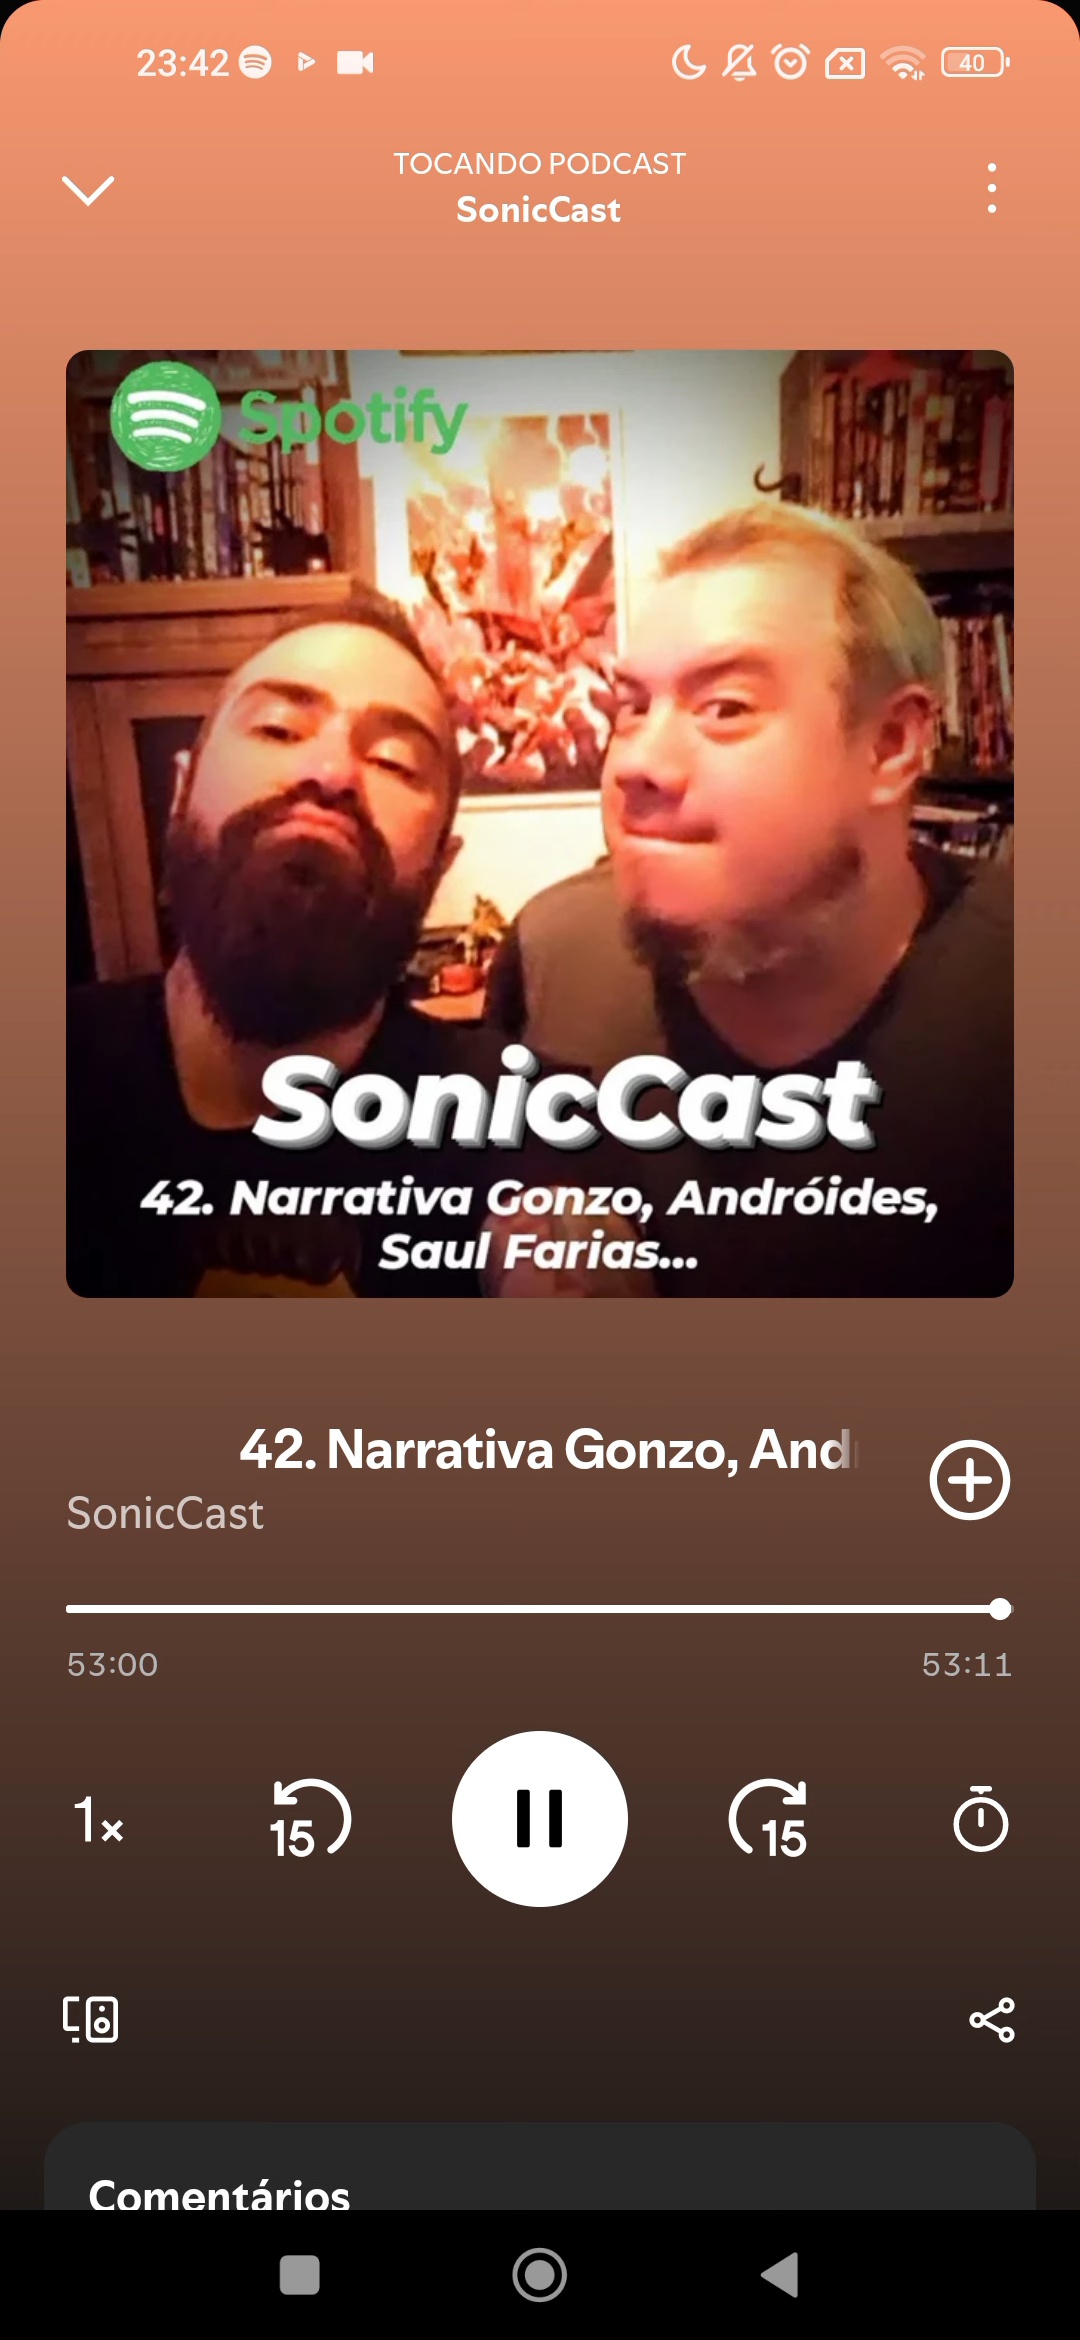 23:42
40
TOCANDO PODCAST
SonicCast
Spotify
SonicCast
42. Narrativa Gonzo, Andróides,
Saul Farias...
42. Narrativa Gonzo, And
SonicCast
53:00
53:11
1x
15
15
Comentários